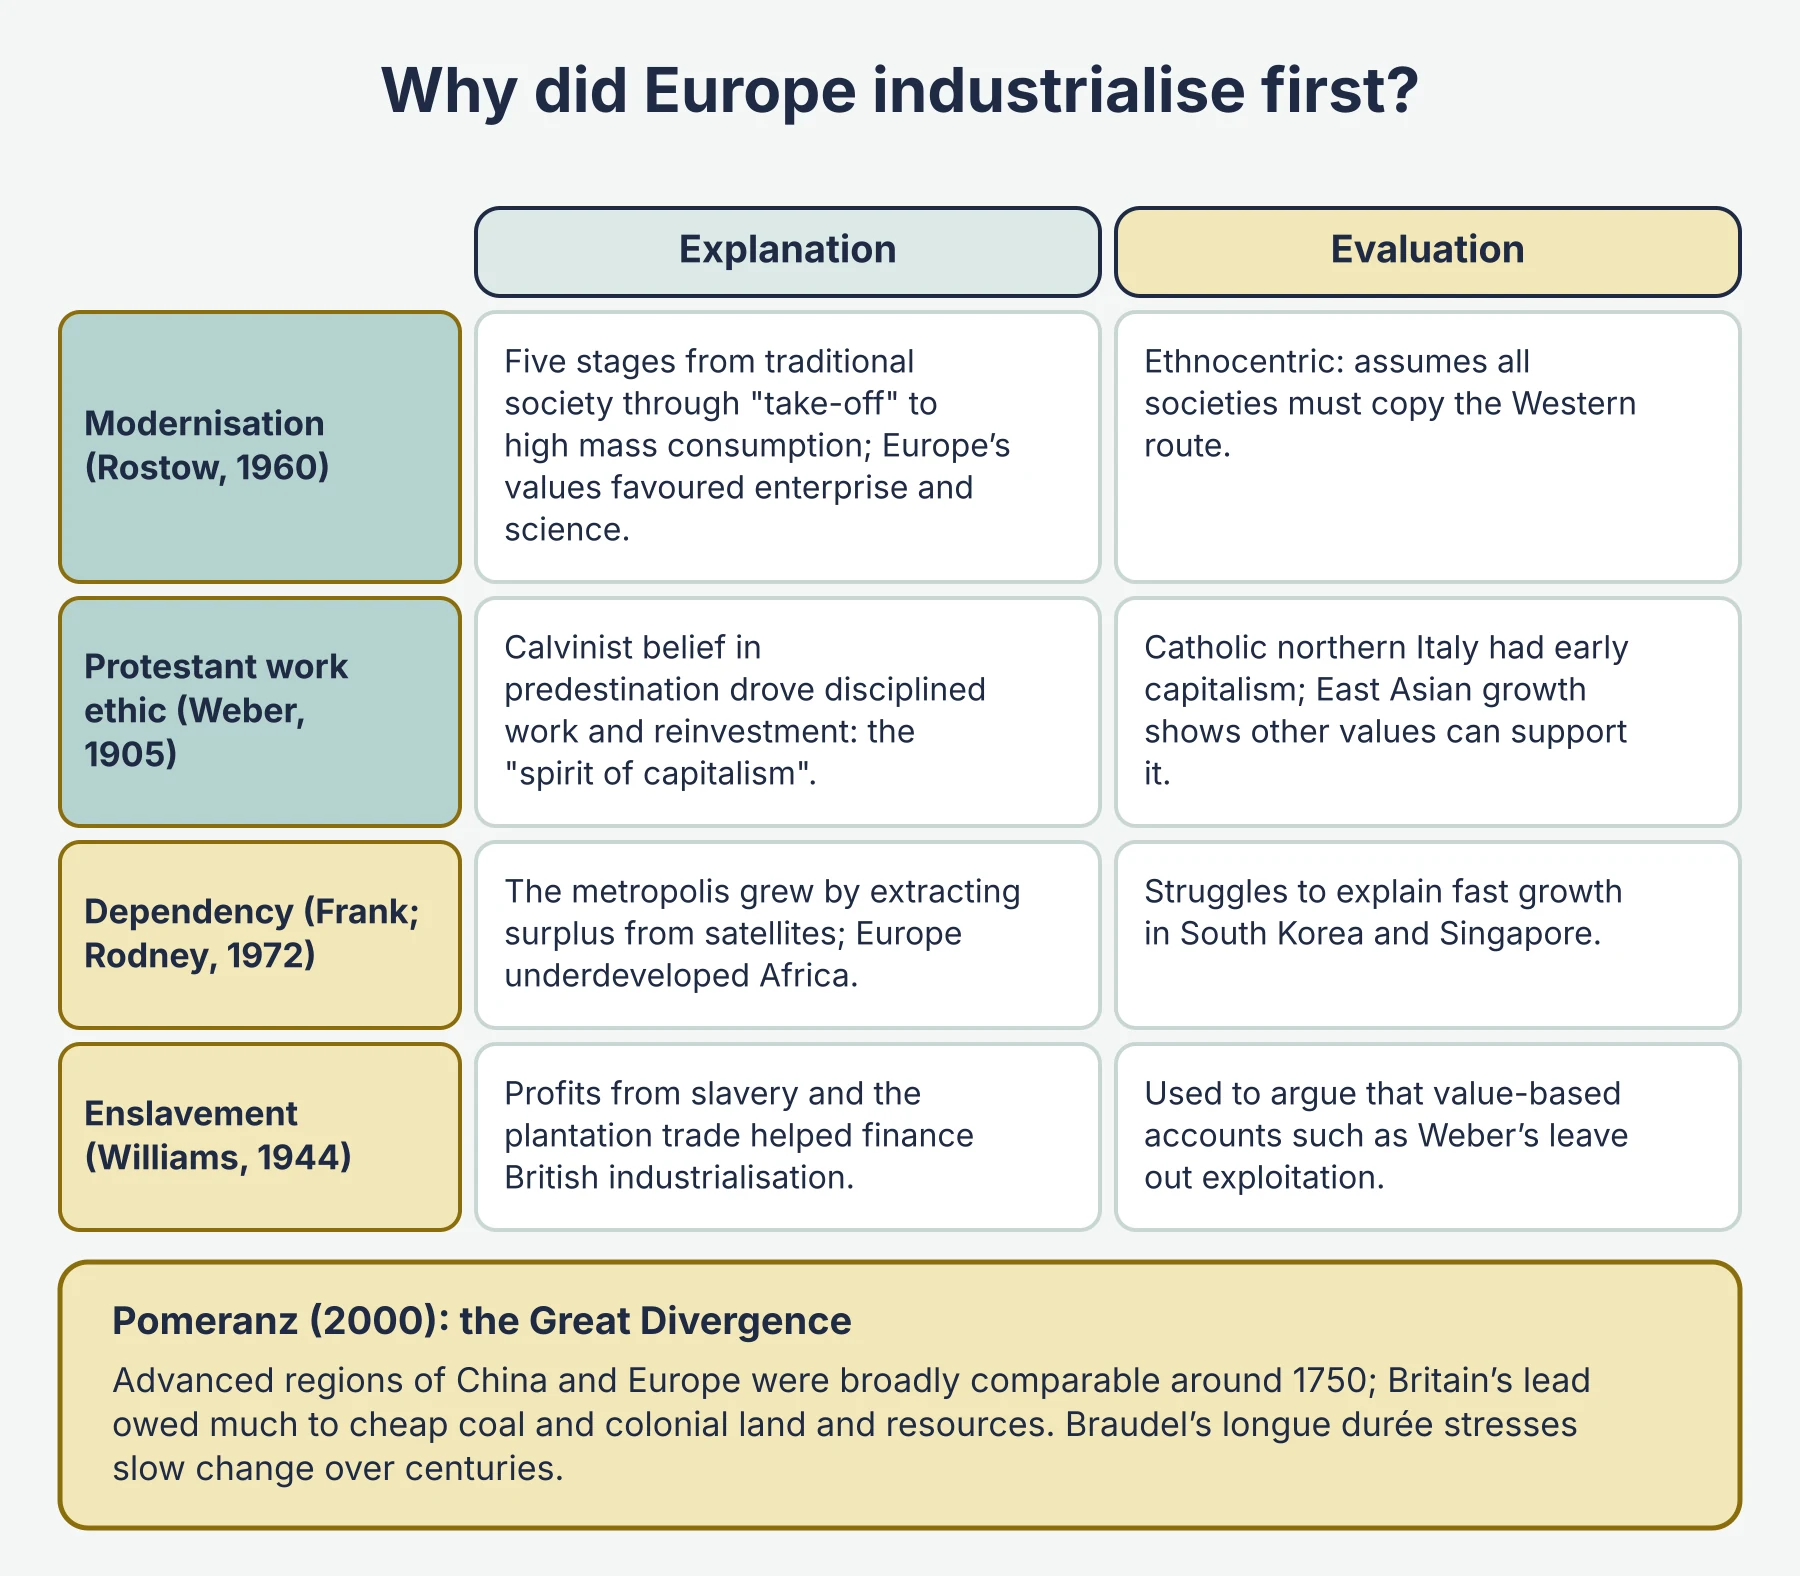 Why did Europe industrialise first?
Explanation
Evaluation
Modernisation
(Rostow, 1960)
Five stages from traditional
society through "take-off" to
high mass consumption; Europe’s
values favoured enterprise and
science.
Ethnocentric: assumes all
societies must copy the Western
route.
Protestant work
ethic (Weber,
1905)
Calvinist belief in
predestination drove disciplined
work and reinvestment: the
"spirit of capitalism".
Catholic northern Italy had early
capitalism; East Asian growth
shows other values can support
it.
Dependency (Frank;
Rodney, 1972)
The metropolis grew by extracting
surplus from satellites; Europe
underdeveloped Africa.
Struggles to explain fast growth
in South Korea and Singapore.
Enslavement
(Williams, 1944)
Profits from slavery and the
plantation trade helped finance
British industrialisation.
Used to argue that value-based
accounts such as Weber’s leave
out exploitation.
Pomeranz (2000): the Great Divergence
Advanced regions of China and Europe were broadly comparable around 1750; Britain’s lead
owed much to cheap coal and colonial land and resources. Braudel’s longue durée stresses
slow change over centuries.